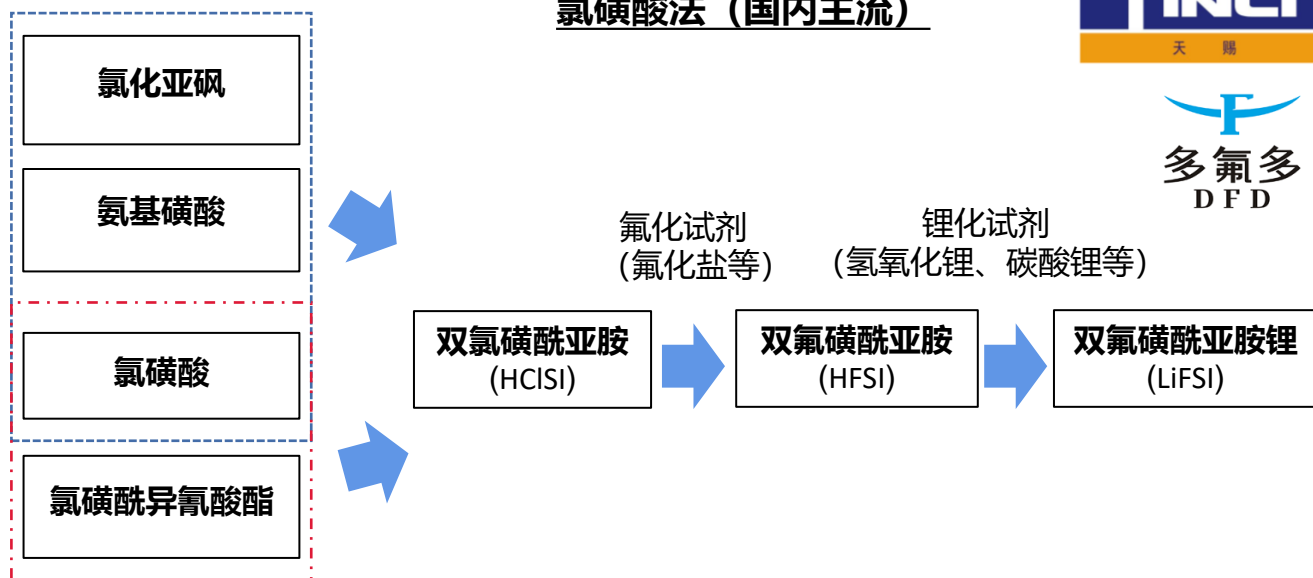 氯磺酸法（国内主流）
天 赐
多氟多
DFD
氯化亚砜
氨基磺酸
氯磺酸
氯磺酰异氰酸酯
氟化试剂
(氟化盐等)
锂化试剂
(氢氧化锂、碳酸锂等)
双氯磺酰亚胺
(HClSI)
双氟磺酰亚胺
(HFSI)
双氟磺酰亚胺锂
(LiFSI)